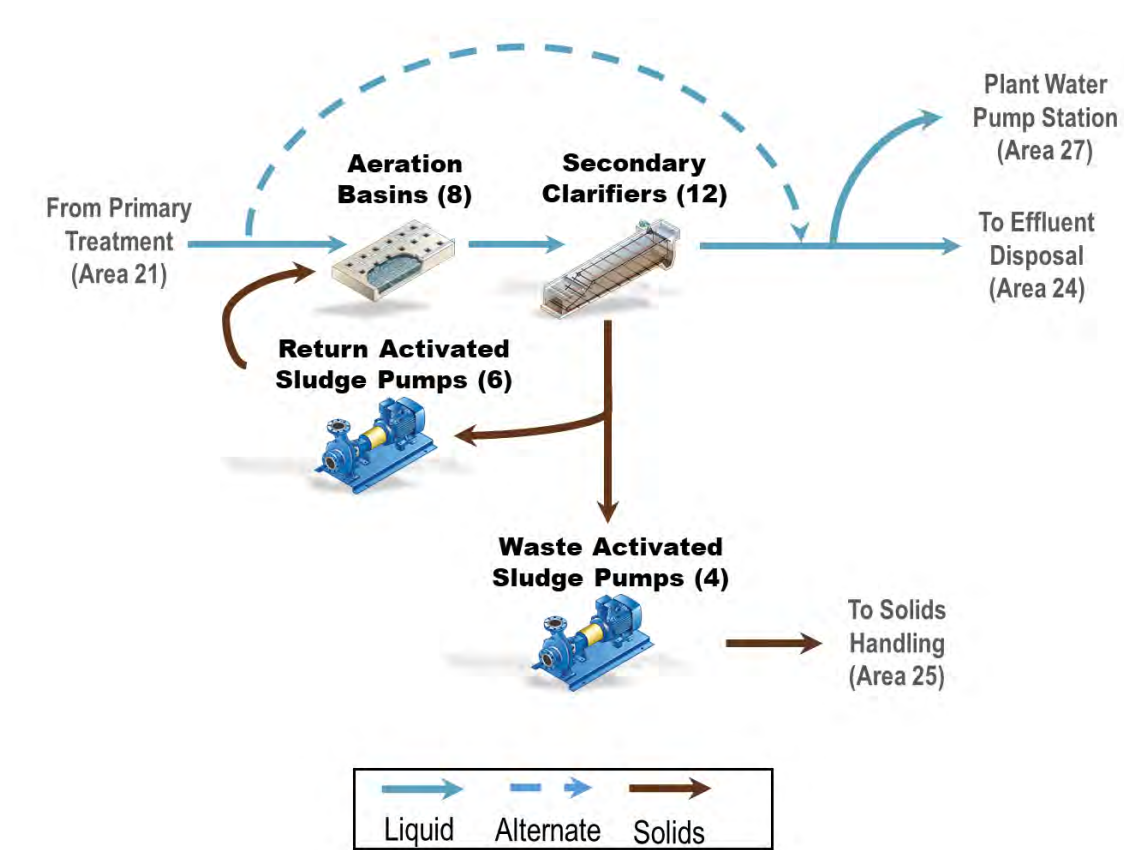 Plant Water
Pump Station
(Area 27)
Aeration
Basins (8)
Secondary
Clarifiers (12)
From Primary
Treatment
(Area 21)
To Effluent
Disposal
(Area 24)
Return Activated
Sludge Pumps (6)
Waste Activated
Sludge Pumps (4)
To Solids
Handling
(Area 25)
Liquid
Alternate
Solids